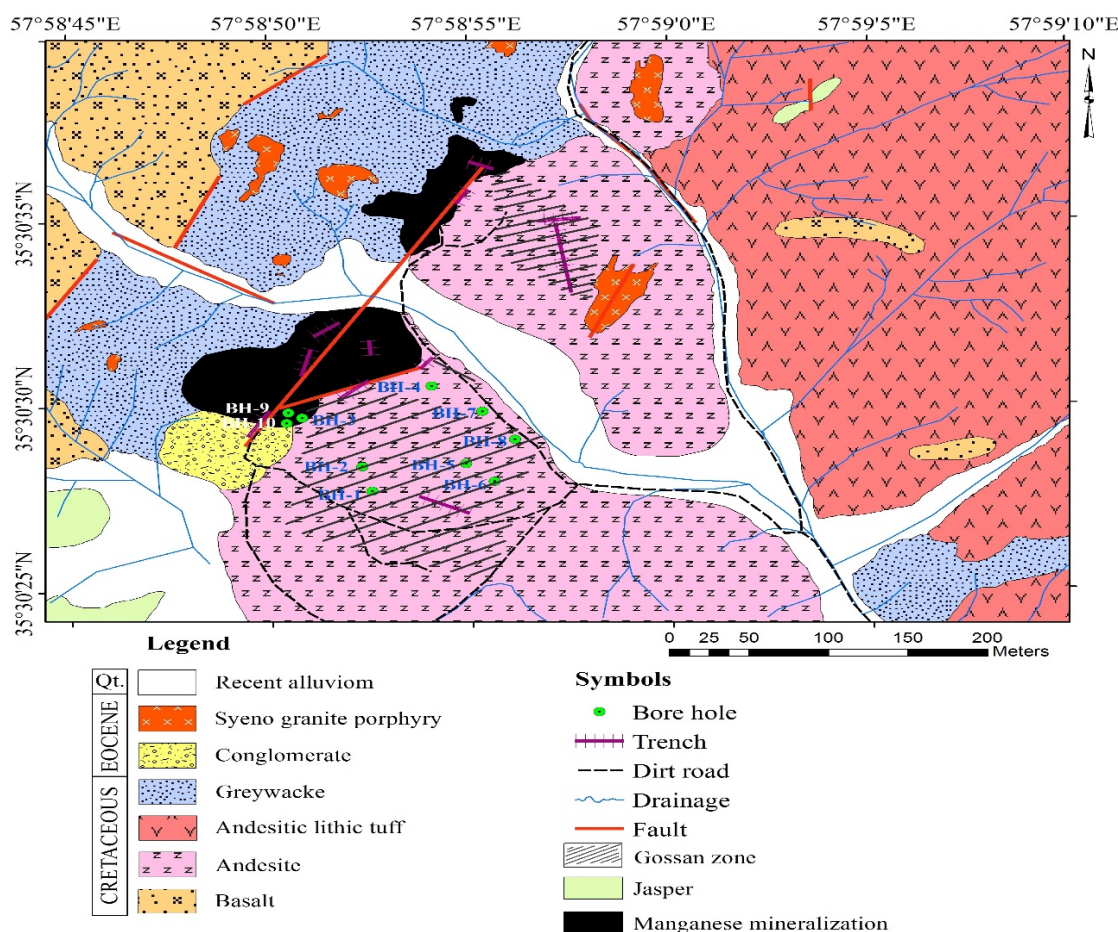 57°58'45"E 57°58'50"E 57°58'55"E 57°59'0"E 57°59'5"E 57°59'10"E
N
35°30'35"N
35°30'30"N
35°30'25"N
BH-4
BH-9
BH-7
BH-3
BH-10
BH-8
BH-2
BH-5
BH-6
BH-1
0 25 50 100 150 200
Meters
Legend
Qt.
EOCENE
CRETACEOUS
Recent alluviom
Syeno granite porphyry
Conglomerate
Greywacke
Andesitic lithic tuff
Andesite
Basalt
Symbols
Bore hole
Trench
Dirt road
Drainage
Fault
Gossan zone
Jasper
Manganese mineralization